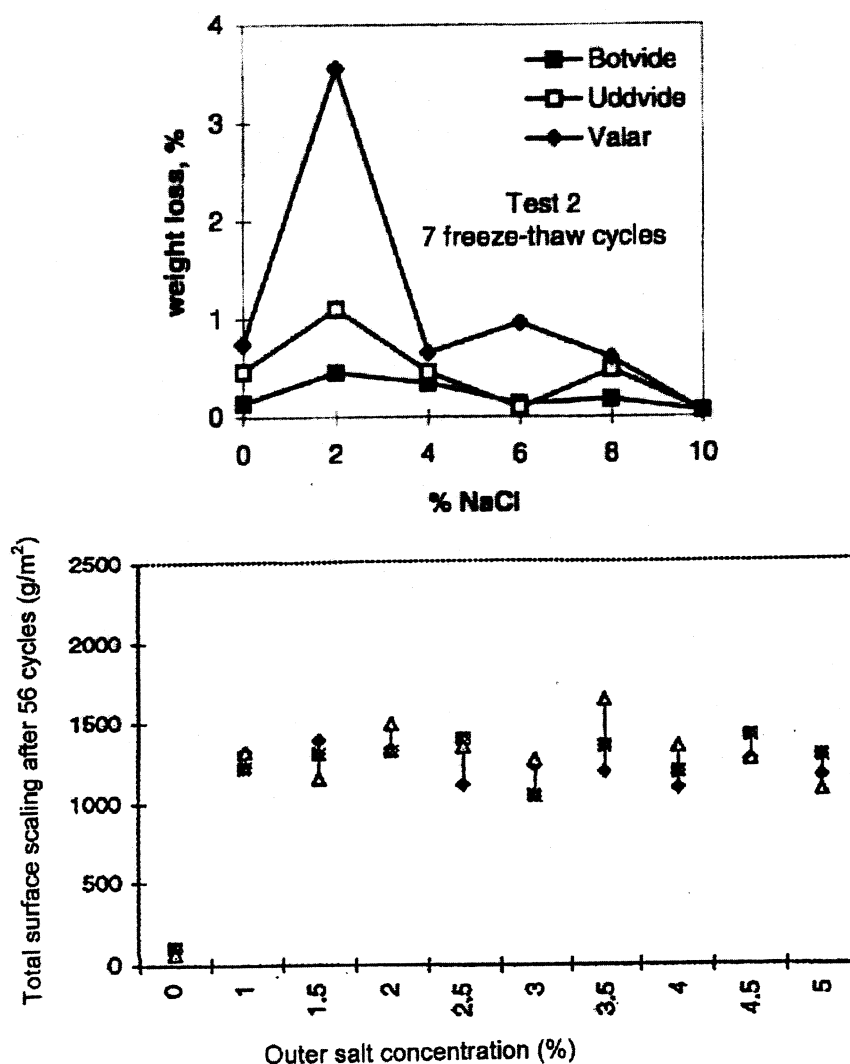 4
3
2
1
0
weight loss, %
Botvide
Uddvide
Valar
Test 2
7 freeze-thaw cycles
0 2 4 6 8 10
% NaCl
2500
2000
1500
1000
500
0
Total surface scaling after 56 cycles (g/m²)
0 1 1.5 2 2.5 3 3.5 4 4.5 5
Outer salt concentration (%)